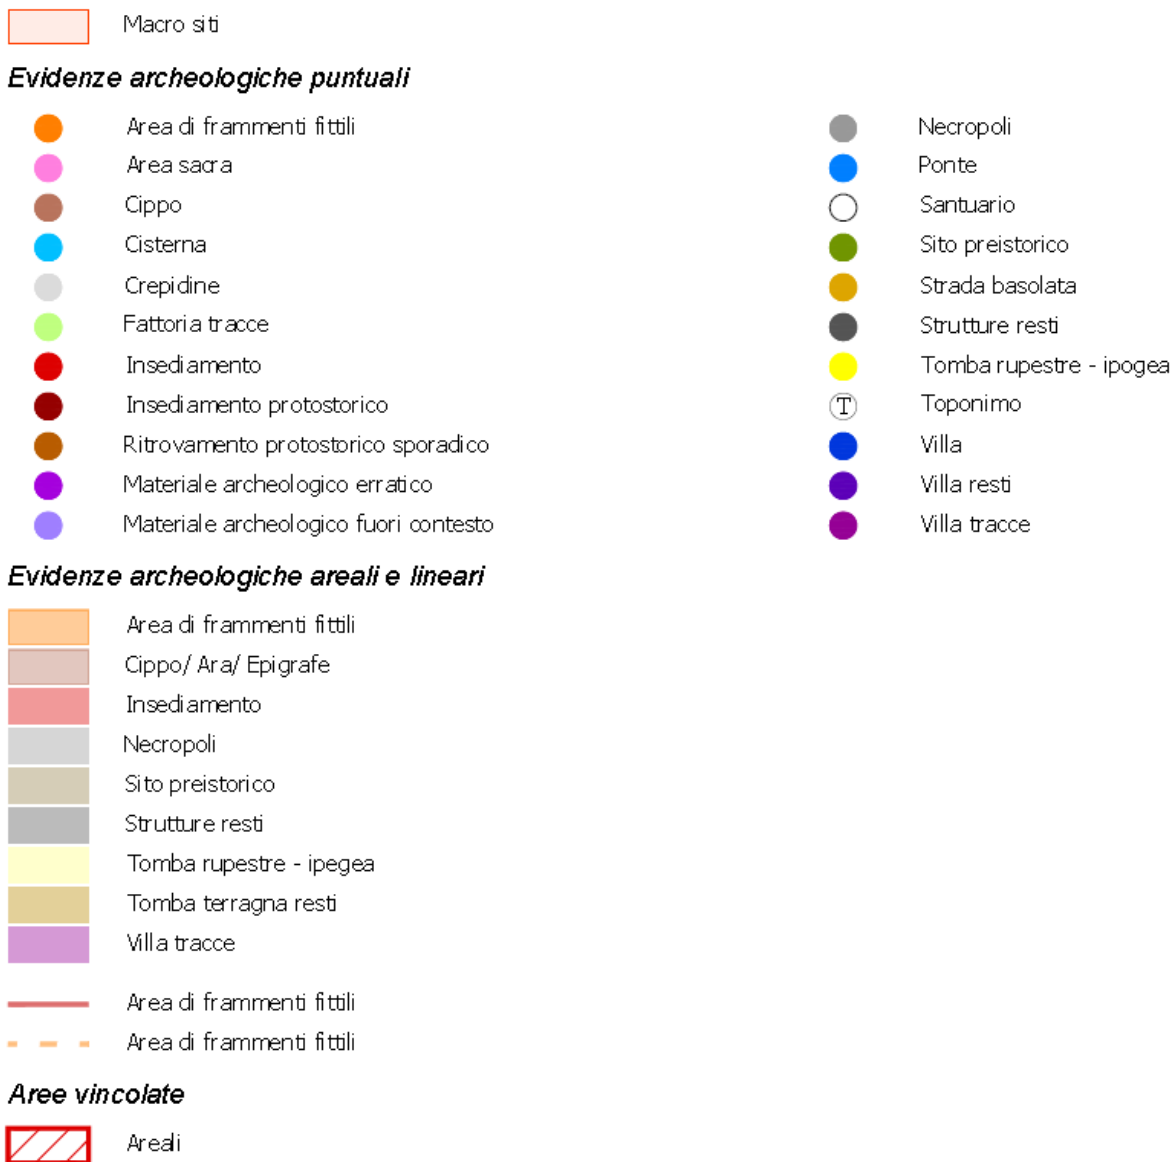 Macro siti
Evidenze archeologiche puntuali
Area di frammenti fittili
Area sacra
Cippo
Cisterna
Crepidine
Fattoria tracce
Insediamento
Insediamento protostorico
Ritrovamento protostorico sporadico
Materiale archeologico erratico
Materiale archeologico fuori contesto
Necropoli
Ponte
Santuario
Sito preistorico
Strada basolata
Strutture resti
Tomba rupestre - ipogea
T Toponimo
Villa
Villa resti
Villa tracce
Evidenze archeologiche areali e lineari
Area di frammenti fittili
Cippo/ Ara/ Epigrafe
Insediamento
Necropoli
Sito preistorico
Strutture resti
Tomba rupestre - ipegea
Tomba terragna resti
Villa tracce
Area di frammenti fittili
Area di frammenti fittili
Aree vincolate
Areali